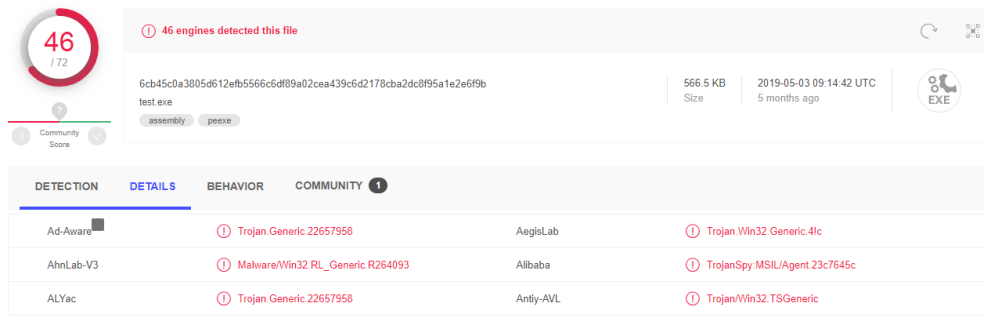 46
/ 72
?
Community
Score
46 engines detected this file
6cb45c0a3805d612efb5566c6df89a02cea439c6d2178cba2dc8f95a1e2e6f9b
test.exe
assembly peexe
566.5 KB
Size
2019-05-03 09:14:42 UTC
5 months ago
EXE
DETECTION DETAILS BEHAVIOR COMMUNITY 1
Ad-Aware Trojan.Generic.22657958 AegisLab Trojan.Win32.Generic.4!c
AhnLab-V3 Malware/Win32.RL_Generic.R264093 Alibaba TrojanSpy:MSIL/Agent.23c7645c
ALYac Trojan.Generic.22657958 Antiy-AVL Trojan/Win32.TSGeneric